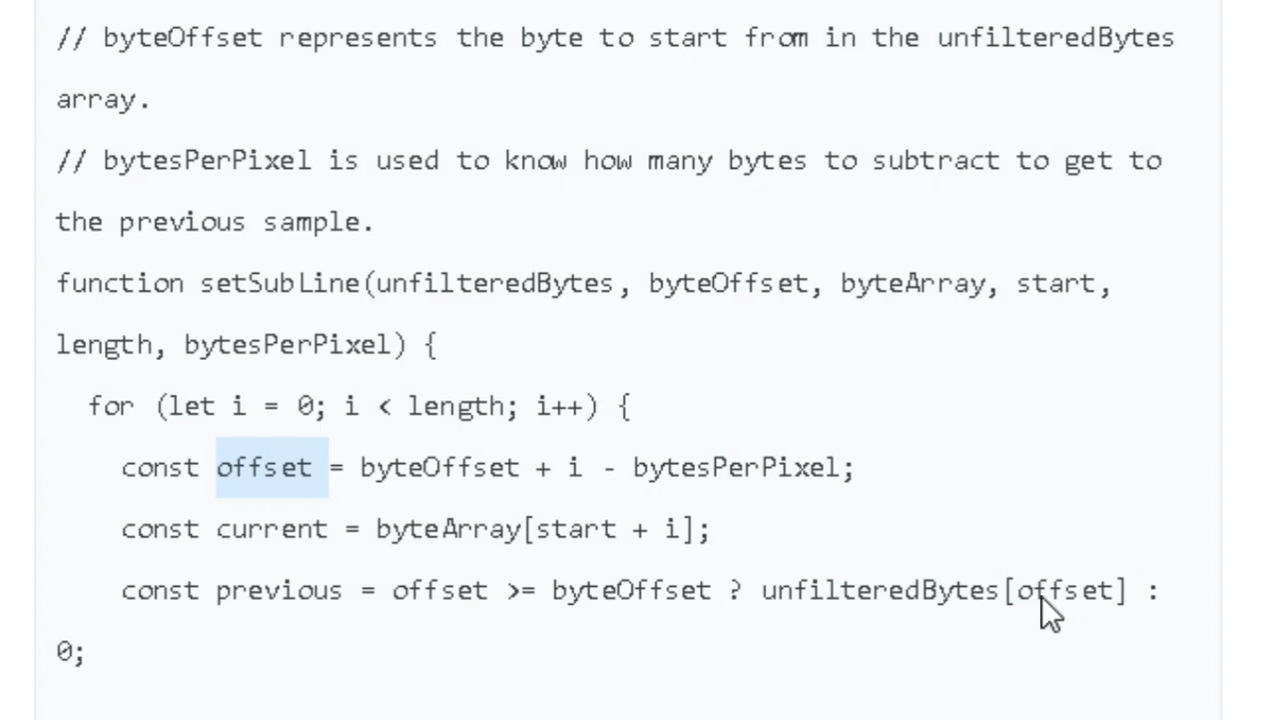 // byteOffset represents the byte to start from in the unfilteredBytes
array.
// bytesPerPixel is used to know how many bytes to subtract to get to
the previous sample.
function setSubLine(unfilteredBytes, byteOffset, byteArray, start,
length, bytesPerPixel) {
for (let i = 0; i < length; i++) {
const offset = byteOffset + i - bytesPerPixel;
const current = byteArray[start + i];
const previous = offset >= byteOffset ? unfilteredBytes[offset] :
0;